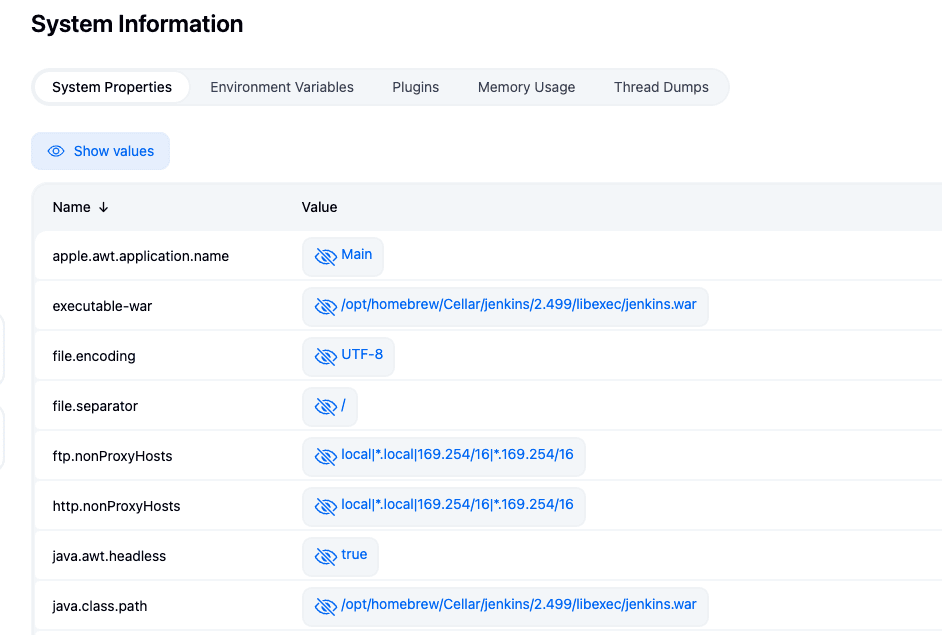 System Information
System Properties Environment Variables Plugins Memory Usage Thread Dumps
Show values
Name ↓ Value
apple.awt.application.name Main
executable-war /opt/homebrew/Cellar/jenkins/2.499/libexec/jenkins.war
file.encoding UTF-8
file.separator /
ftp.nonProxyHosts local|*.local|169.254/16|*.169.254/16
http.nonProxyHosts local|*.local|169.254/16|*.169.254/16
java.awt.headless true
java.class.path /opt/homebrew/Cellar/jenkins/2.499/libexec/jenkins.war